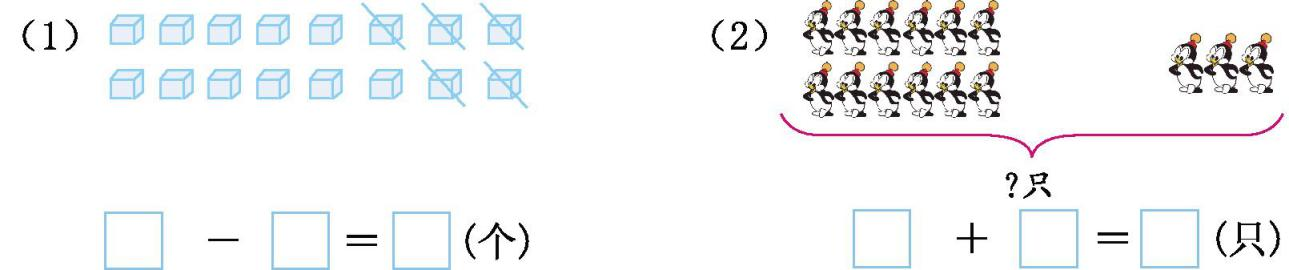 (1)
(2)
?只
□ － □ ＝ □ (个)
□ ＋ □ ＝ □ (只)